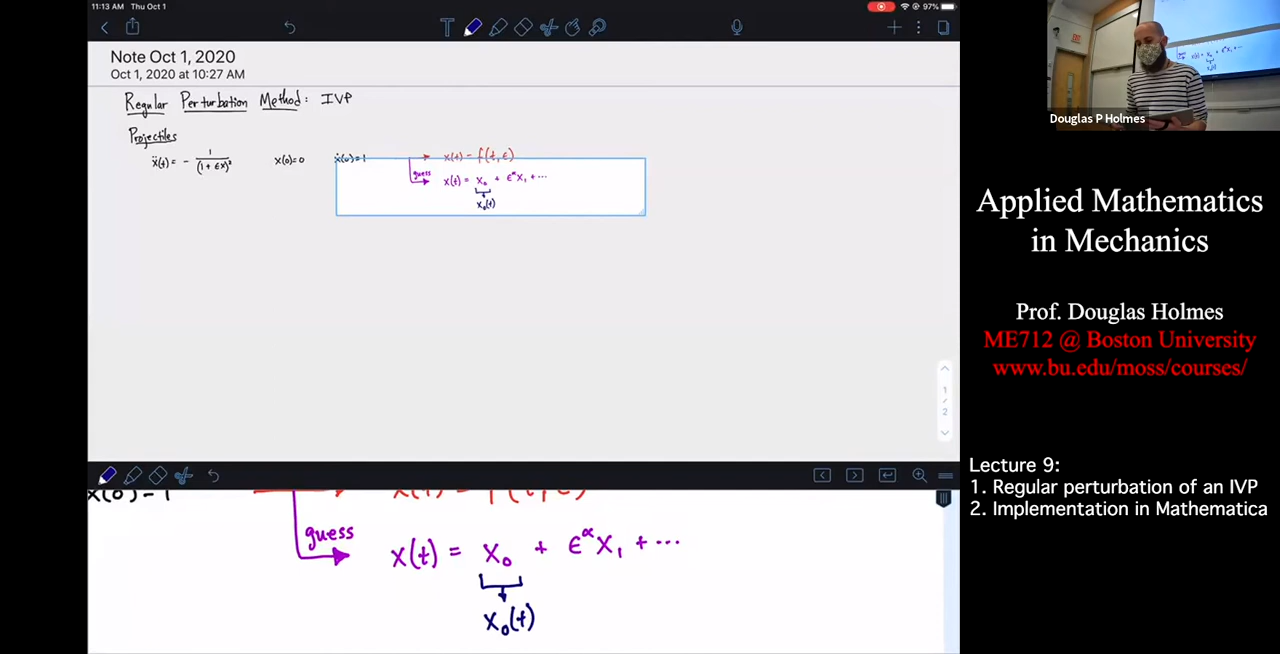 11:13 AM Thu Oct 1
97%
Note Oct 1, 2020
Oct 1, 2020 at 10:27 AM
Regular Perturbation Method: IVP
Projectiles
ẍ(t) = - 1/(1 + εx)² x(0)=0 ẋ(0)=1 x(t) - f(t, ε)
guess x(t) = x₀ + ε^α x₁ + ...
x₀(t)
1 / 2
x(0)=1
guess x(t) = x₀ + ε^α x₁ + ...
x₀(t)
Douglas P Holmes
Applied Mathematics
in Mechanics
Prof. Douglas Holmes
ME712 @ Boston University
www.bu.edu/moss/courses/
Lecture 9:
1. Regular perturbation of an IVP
2. Implementation in Mathematica